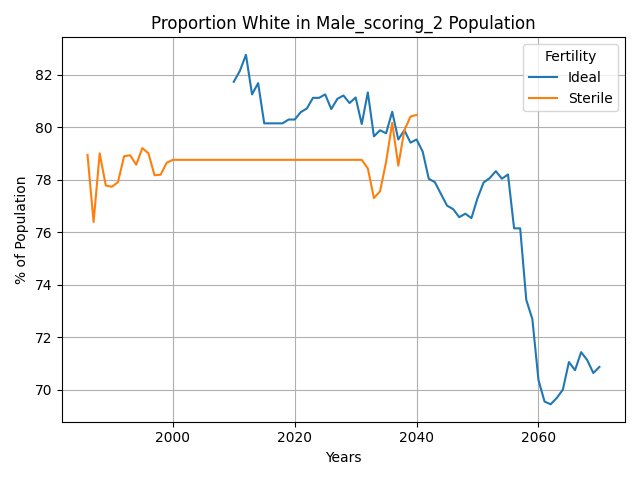 Proportion White in Male_scoring_2 Population
Fertility
Ideal
Sterile
% of Population
82
80
78
76
74
72
70
2000
2020
2040
2060
Years